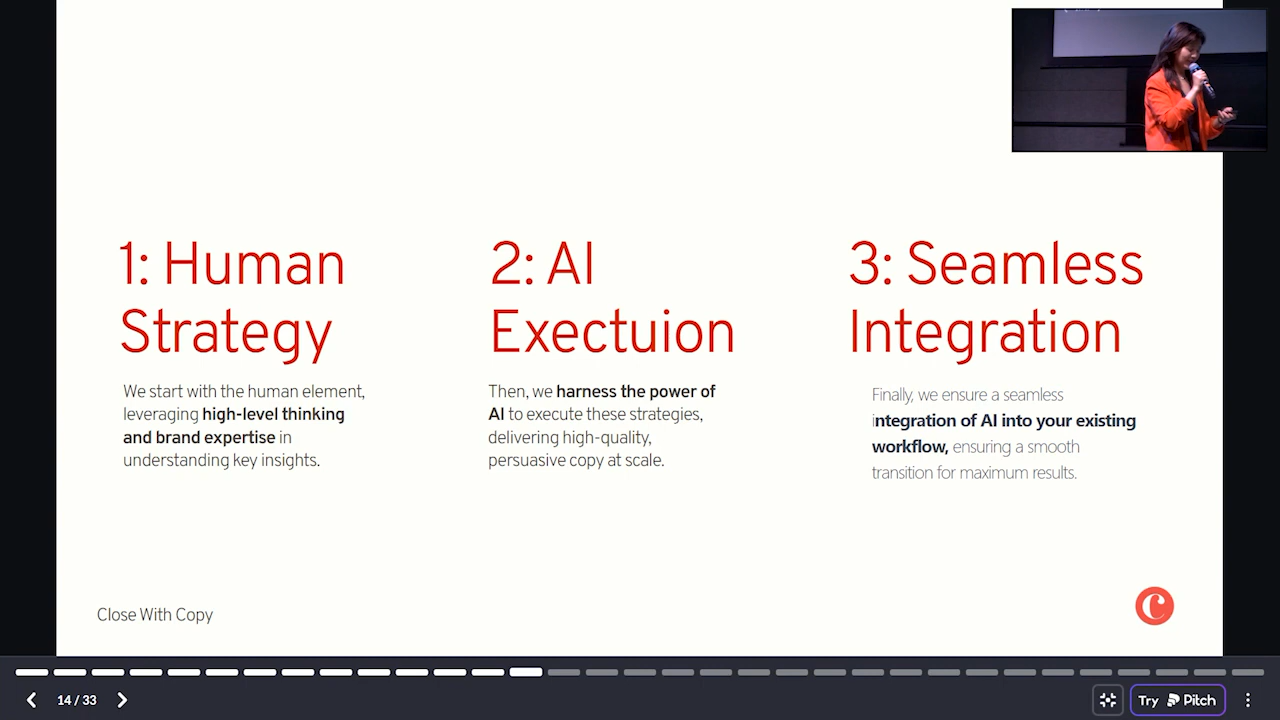 1: Human
Strategy
We start with the human element,
leveraging high-level thinking
and brand expertise in
understanding key insights.
2: AI
Exectuion
Then, we harness the power of
AI to execute these strategies,
delivering high-quality,
persuasive copy at scale.
3: Seamless
Integration
Finally, we ensure a seamless
integration of AI into your existing
workflow, ensuring a smooth
transition for maximum results.
Close With Copy
C
14 / 33
Try Pitch